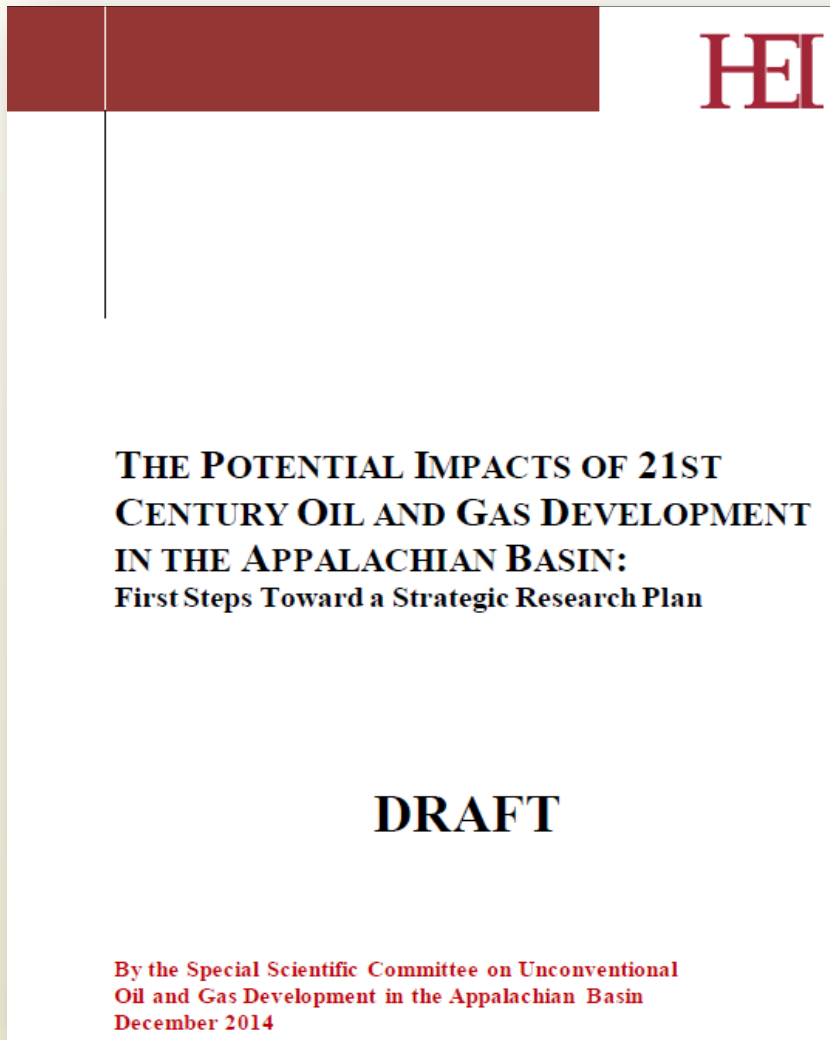 HEI
THE POTENTIAL IMPACTS OF 21ST
CENTURY OIL AND GAS DEVELOPMENT
IN THE APPALACHIAN BASIN:
First Steps Toward a Strategic Research Plan
DRAFT
By the Special Scientific Committee on Unconventional
Oil and Gas Development in the Appalachian Basin
December 2014